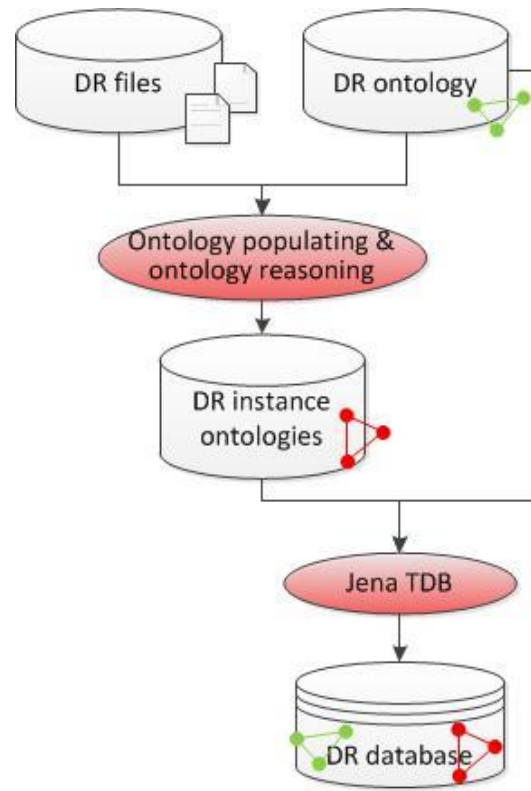 DR files
DR ontology
Ontology populating &
ontology reasoning
DR instance
ontologies
Jena TDB
DR database